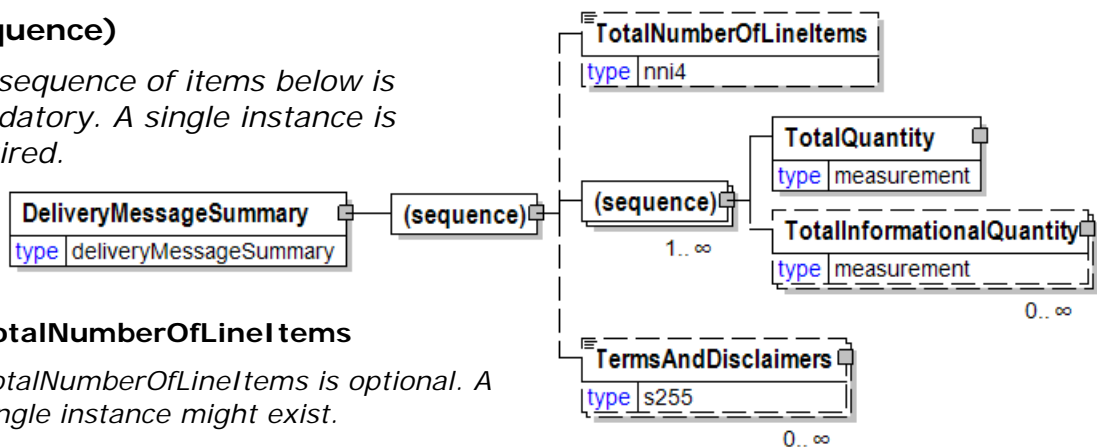 quence)
sequence of items below is
datory. A single instance is
ired.
DeliveryMessageSummary
type deliveryMessageSummary
(sequence)
TotalNumberOfLineItems
type nni4
(sequence)
1.. ∞
TotalQuantity
type measurement
TotalInformationalQuantity
type measurement
0.. ∞
TermsAndDisclaimers
type s255
0.. ∞
otalNumberOfLineItems
otalNumberOfLineItems is optional. A
ngle instance might exist.